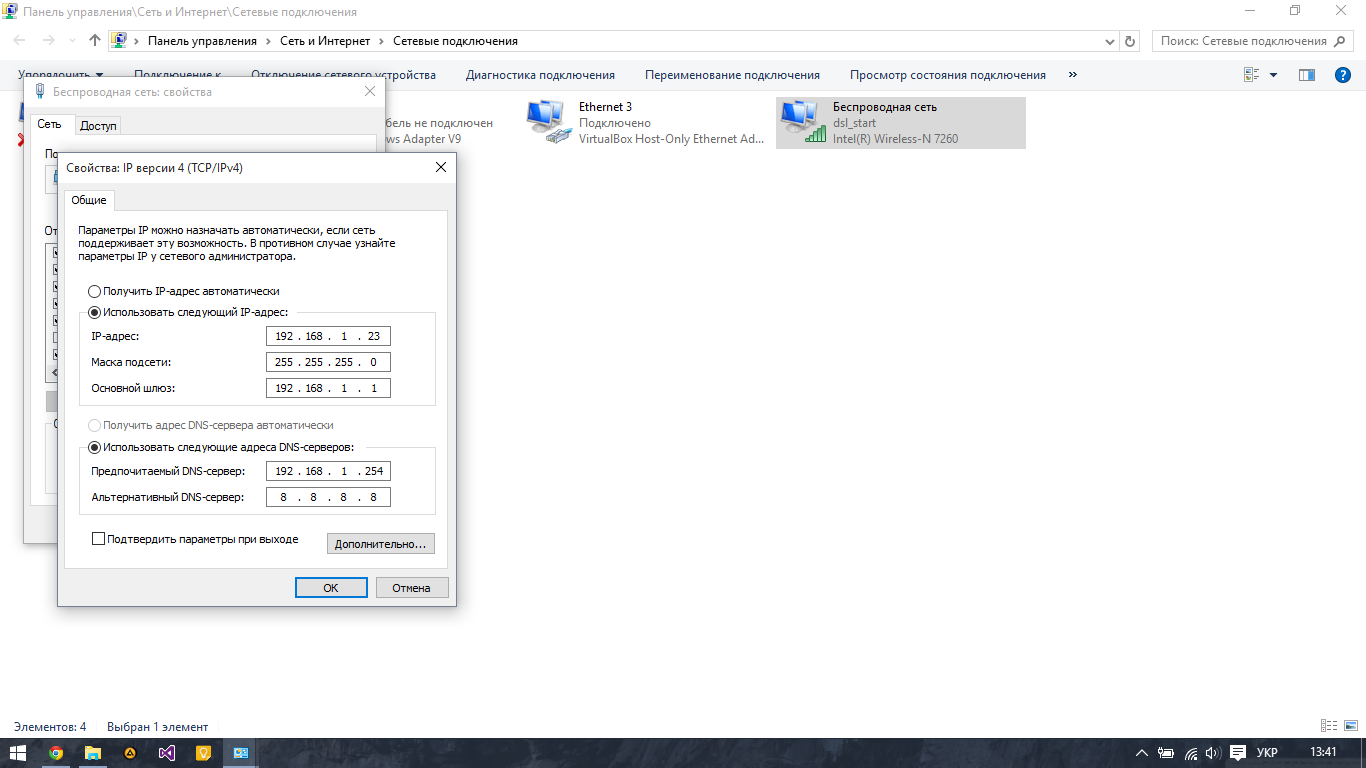 Панель управления\Сеть и Интернет\Сетевые подключения
Панель управления › Сеть и Интернет › Сетевые подключения
Поиск: Сетевые подключения
Упорядочить Подключение к Отключение сетевого устройства Диагностика подключения Переименование подключения Просмотр состояния подключения »
Беспроводная сеть: свойства
Сеть Доступ
бель не подключен
ws Adapter V9
Ethernet 3
Подключено
VirtualBox Host-Only Ethernet Ad...
Беспроводная сеть
dsl_start
Intel(R) Wireless-N 7260
По
От
Свойства: IP версии 4 (TCP/IPv4)
Общие
Параметры IP можно назначать автоматически, если сеть
поддерживает эту возможность. В противном случае узнайте
параметры IP у сетевого администратора.
Получить IP-адрес автоматически
Использовать следующий IP-адрес:
IP-адрес: 192 . 168 . 1 . 23
Маска подсети: 255 . 255 . 255 . 0
Основной шлюз: 192 . 168 . 1 . 1
Получить адрес DNS-сервера автоматически
Использовать следующие адреса DNS-серверов:
Предпочитаемый DNS-сервер: 192 . 168 . 1 . 254
Альтернативный DNS-сервер: 8 . 8 . 8 . 8
Подтвердить параметры при выходе
Дополнительно...
ОК Отмена
Элементов: 4 Выбран 1 элемент
УКР 13:41